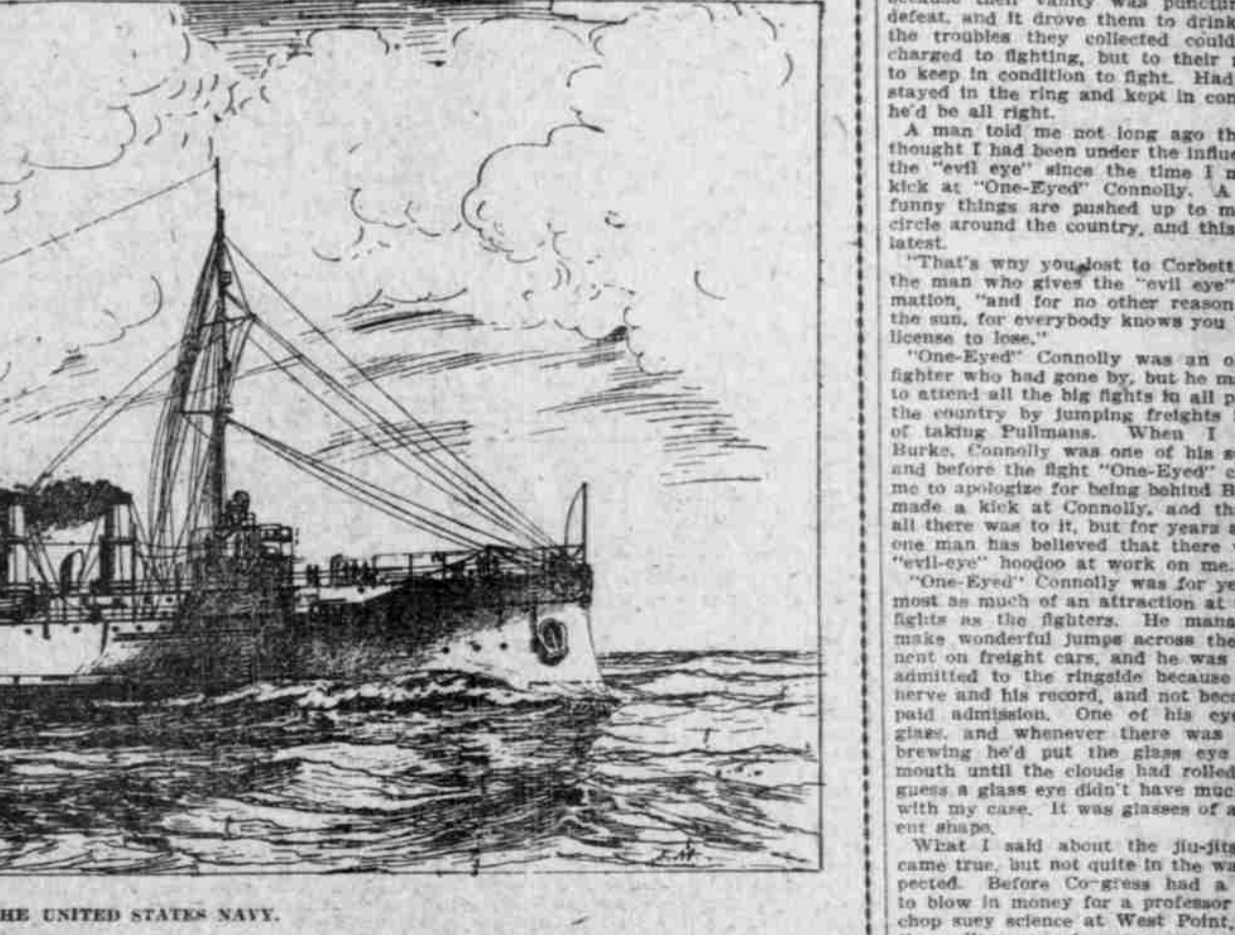 HE UNITED STATES NAVY.
because their vanity was punctur
defeat, and it drove them to drink
the troubles they collected could
charged to fighting, but to their
to keep in condition to fight. Had
stayed in the ring and kept in con
he'd be all right.
A man told me not long ago th
thought I had been under the influe
the "evil eye" since the time I m
kick at "One-Eyed" Connolly. A
funny things are pushed up to m
circle around the country, and this
latest.
"That's why you lost to Corbett
the man who gives the "evil eye"
mation, "and for no other reason
the sun, for everybody knows you
license to lose."
"One-Eyed" Connolly was an o
fighter who had gone by, but he m
to attend all the big fights in all p
the country by jumping freights
of taking Pullmans. When I
Burke, Connolly was one of his s
and before the fight "One-Eyed" c
me to apologize for being behind B
made a kick at Connolly, and th
all there was to it, but for years a
one man has believed that there
"evil-eye" hoodoo at work on me.
"One-Eyed" Connolly was for ye
most as much of an attraction at
fights as the fighters. He mana
make wonderful jumps across the
nent on freight cars, and he was
admitted to the ringside because
nerve and his record, and not bec
paid admission. One of his eye
glass, and whenever there was
brewing he'd put the glass eye
mouth until the clouds had rolled
guess a glass eye didn't have muc
with my case. It was glasses of a
ent shape.
What I said about the jiu-jits
came true, but not quite in the wa
pected. Before Co-gress had a
to blow in money for a professor
chop suey science at West Point,